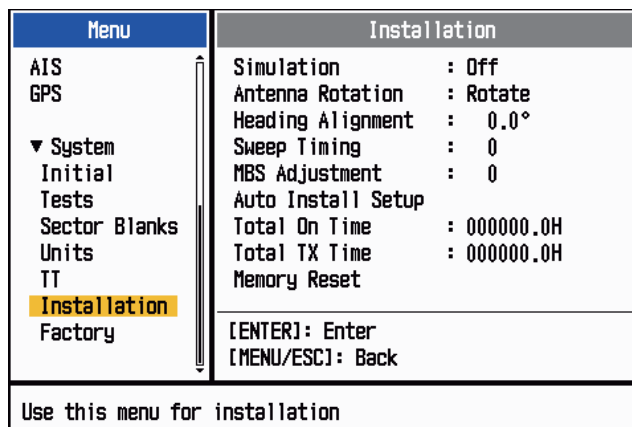 Menu
AIS
GPS
▼ System
Initial
Tests
Sector Blanks
Units
TT
Installation
Factory
Installation
Simulation : Off
Antenna Rotation : Rotate
Heading Alignment : 0.0°
Sweep Timing : 0
MBS Adjustment : 0
Auto Install Setup
Total On Time : 000000.0H
Total TX Time : 000000.0H
Memory Reset
[ENTER]: Enter
[MENU/ESC]: Back
Use this menu for installation